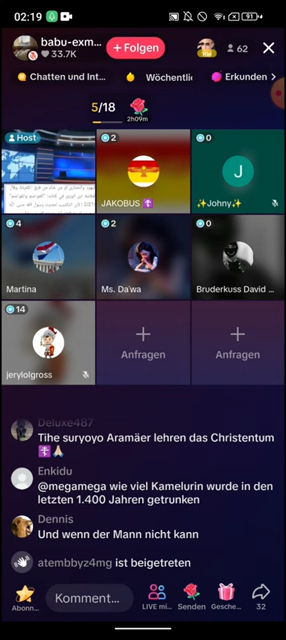 02:19
91
babu-exm...
33.7K
+ Folgen
62
Chatten und Int...
Wöchentli
Erkunden
5/18
2h09m
Host
2
JAKOBUS
0
J
Johny
4
Martina
2
Ms. Da'wa
0
Bruderkuss David ...
14
jerylolgross
Anfragen
Anfragen
Deluxe487
Tihe suryoyo Aramäer lehren das Christentum
Enkidu
@megamega wie viel Kamelurin wurde in den
letzten 1.400 Jahren getrunken
Dennis
Und wenn der Mann nicht kann
atembbyz4mg ist beigetreten
Abonn...
Komment...
LIVE mi...
Senden
Gesche...
32